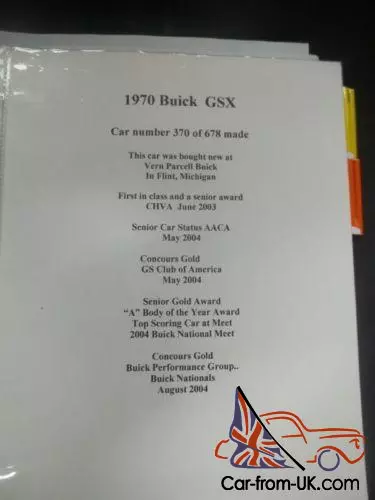 1970 Buick GSX
Car number 370 of 678 made
This car was bought new at
Vern Parcell Buick
In Flint, Michigan
First in class and a senior award
CHVA June 2003
Senior Car Status AACA
May 2004
Concours Gold
GS Club of America
May 2004
Senior Gold Award
“A” Body of the Year Award
Top Scoring Car at Meet
2004 Buick National Meet
Concours Gold
Buick Performance Group..
Buick Nationals
August 2004
Car-from-UK.com